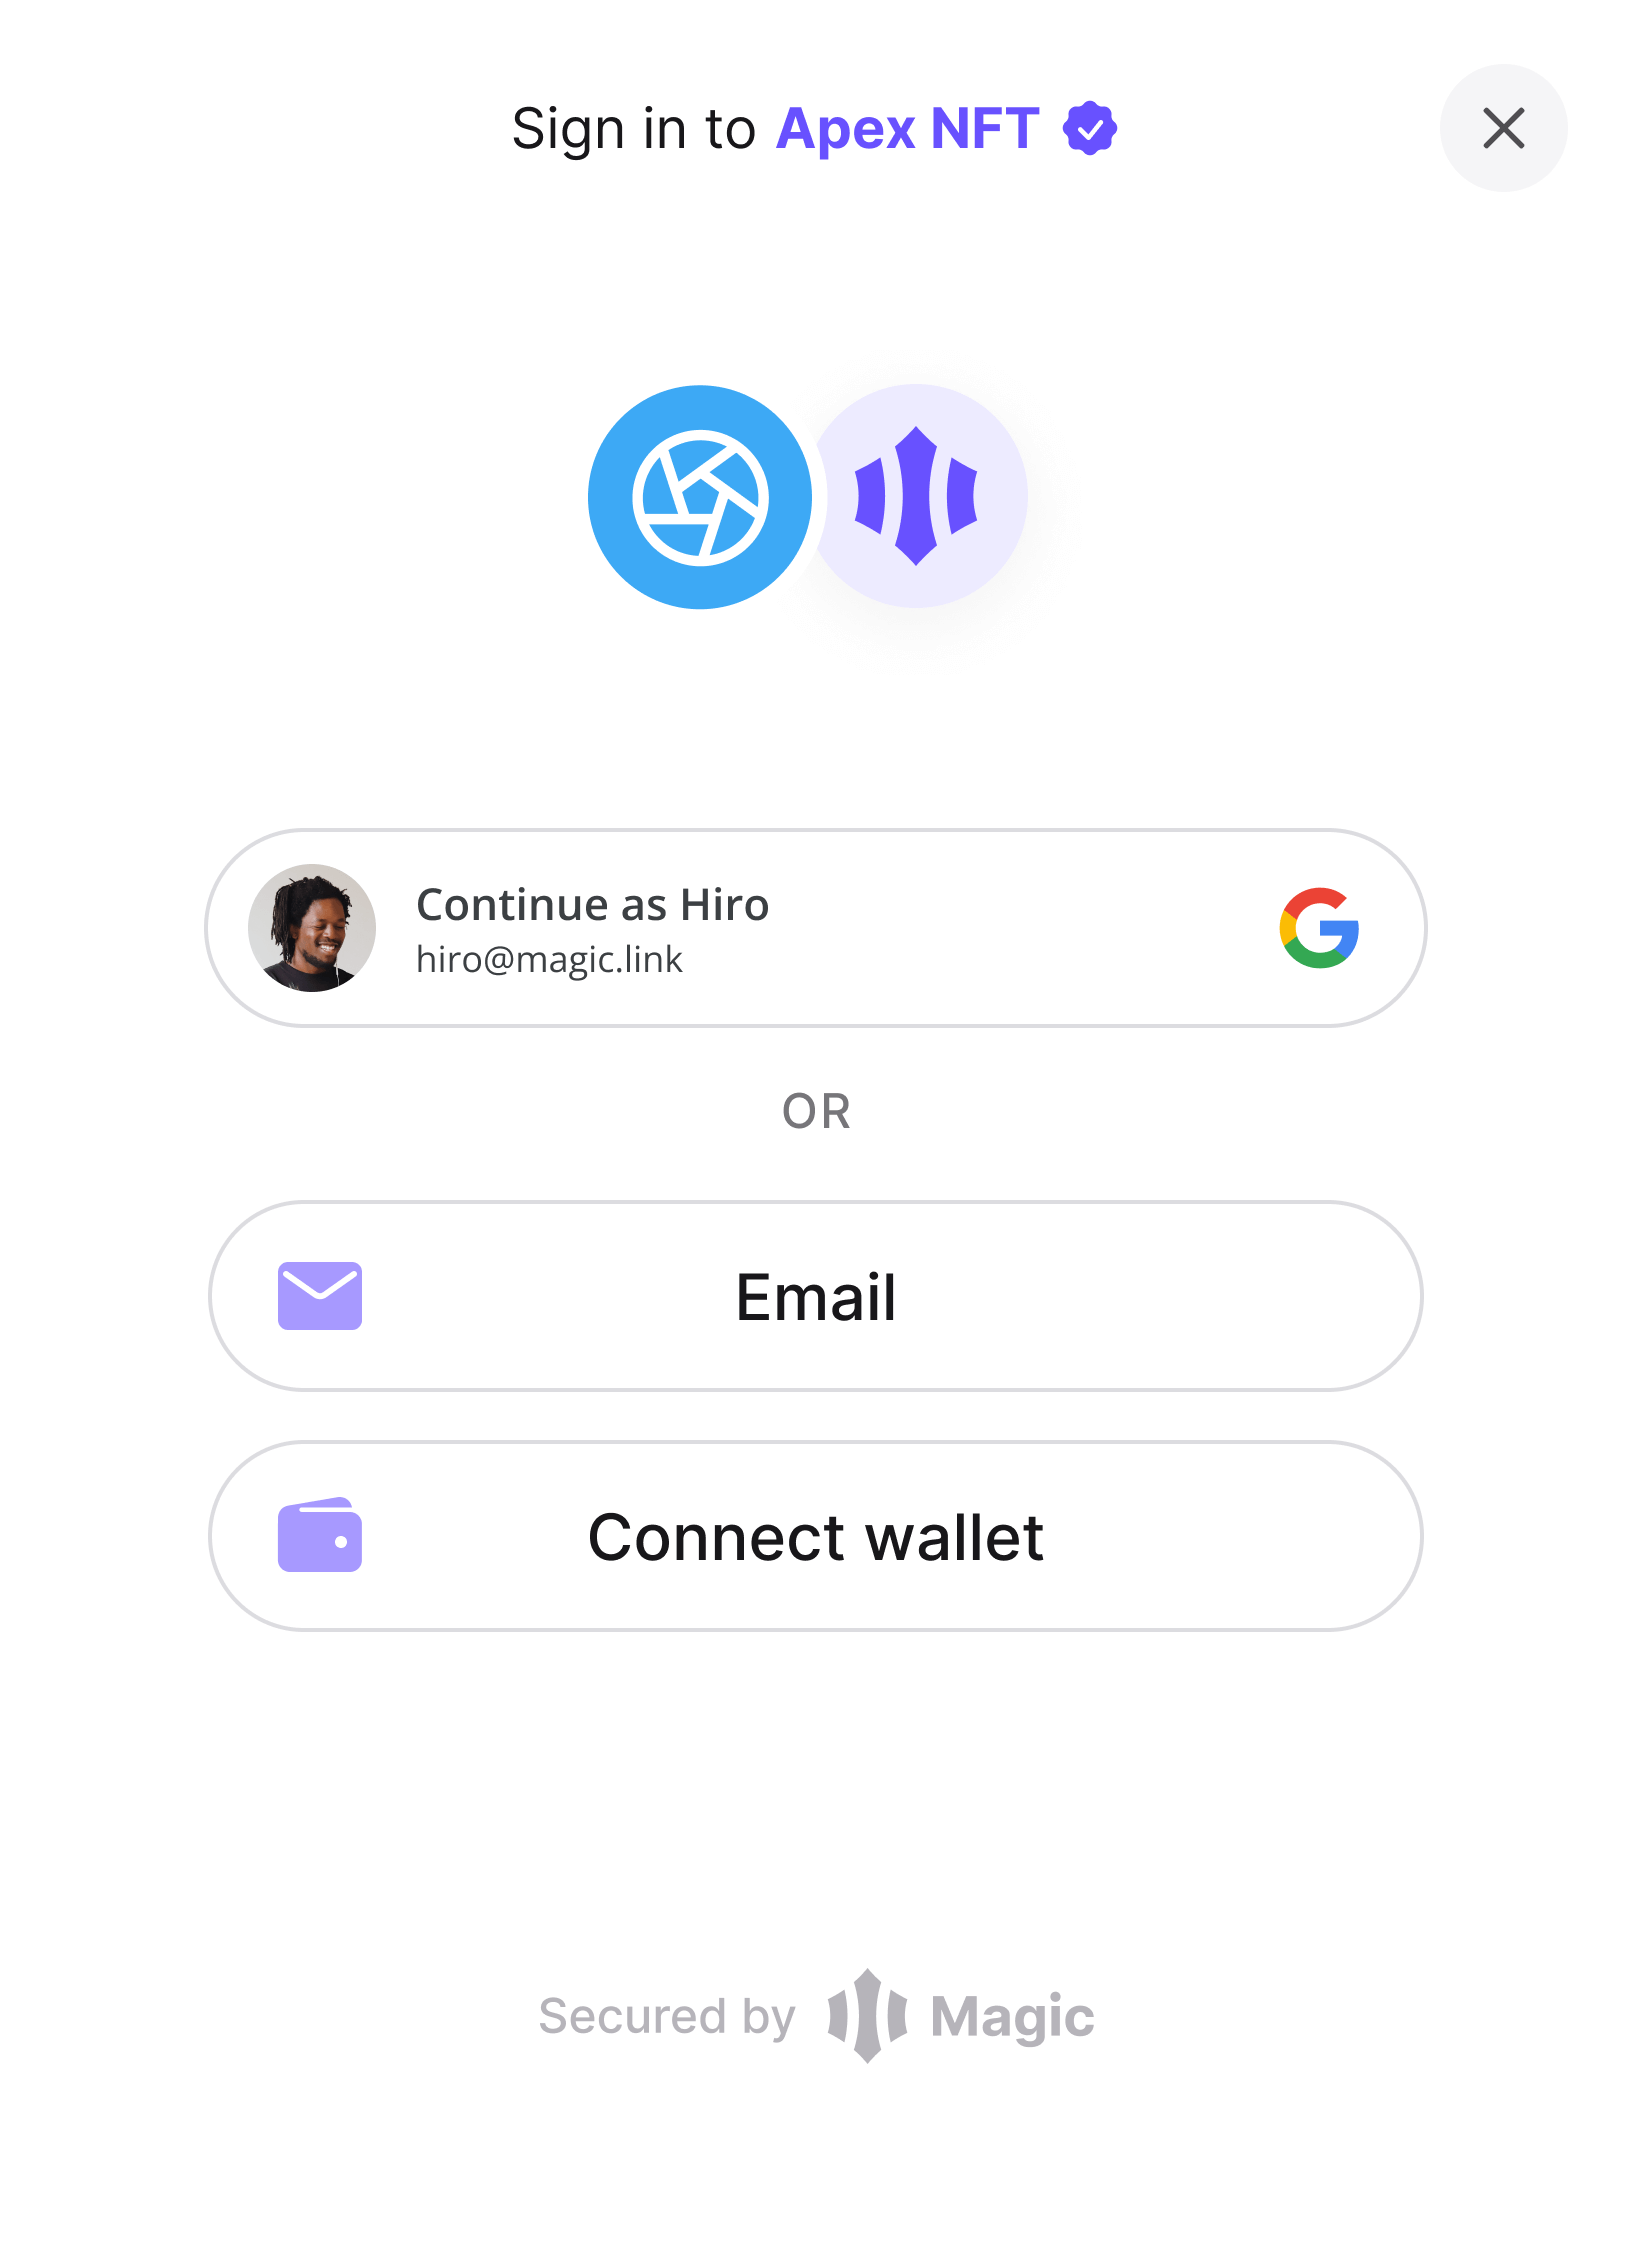 Sign in to Apex NFT
Continue as Hiro
hiro@magic.link
OR
Email
Connect wallet
Secured by Magic